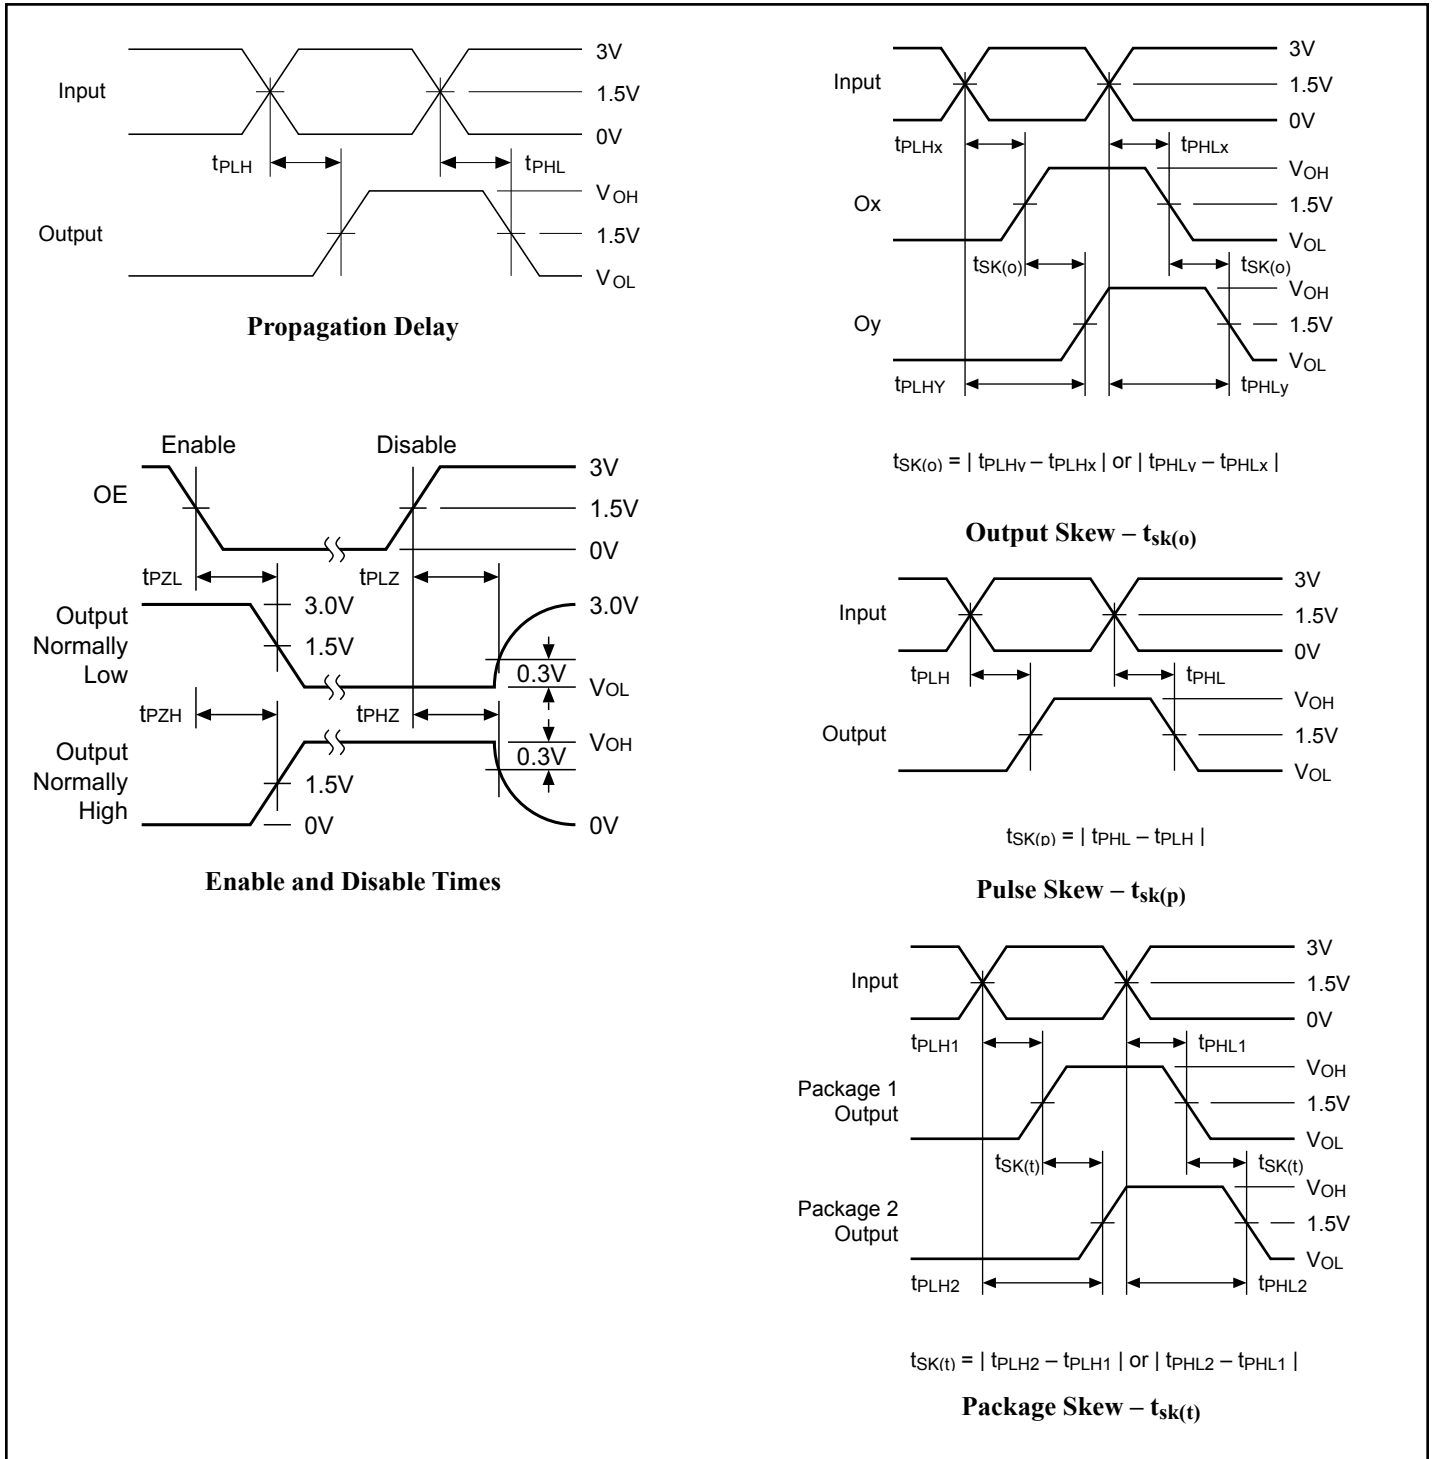 Input
3V
1.5V
0V
tPLH
tPHL
Output
VOH
1.5V
VOL
Propagation Delay
Enable
Disable
OE
3V
1.5V
0V
tPZL
tPLZ
Output
Normally
Low
3.0V
1.5V
3.0V
0.3V
VOL
tPZH
tPHZ
Output
Normally
High
VOH
0.3V
1.5V
0V
0V
Enable and Disable Times
Input
3V
1.5V
0V
tPLHx
tPHLx
Ox
VOH
1.5V
VOL
tSK(o)
tSK(o)
Oy
VOH
1.5V
VOL
tPLHY
tPHLy
tSK(o) = | tPLHy – tPLHx | or | tPHLy – tPHLx |
Output Skew – tsk(o)
Input
3V
1.5V
0V
tPLH
tPHL
Output
VOH
1.5V
VOL
tSK(p) = | tPHL – tPLH |
Pulse Skew – tsk(p)
Input
3V
1.5V
0V
tPLH1
tPHL1
Package 1
Output
VOH
1.5V
VOL
tSK(t)
tSK(t)
Package 2
Output
VOH
1.5V
VOL
tPLH2
tPHL2
tSK(t) = | tPLH2 – tPLH1 | or | tPHL2 – tPHL1 |
Package Skew – tsk(t)